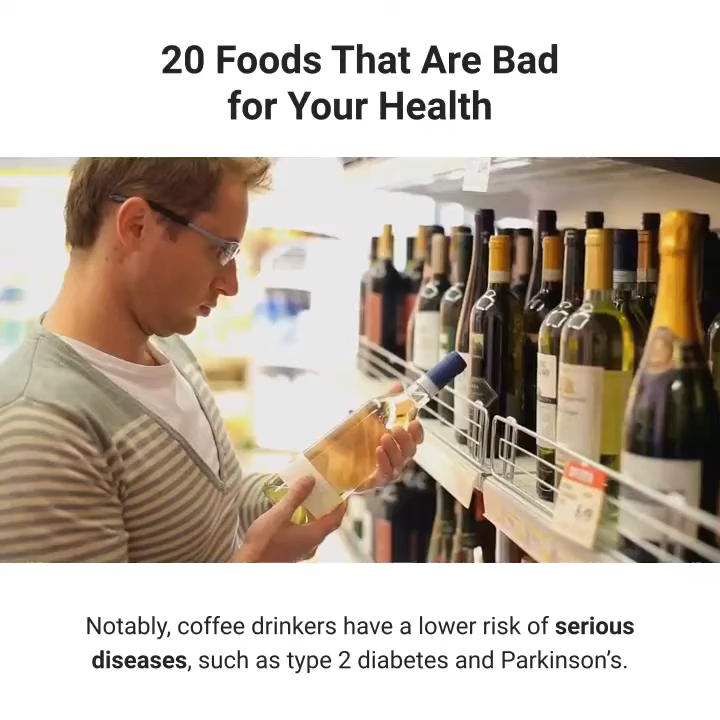 20 Foods That Are Bad
for Your Health
Notably, coffee drinkers have a lower risk of serious
diseases, such as type 2 diabetes and Parkinson’s.